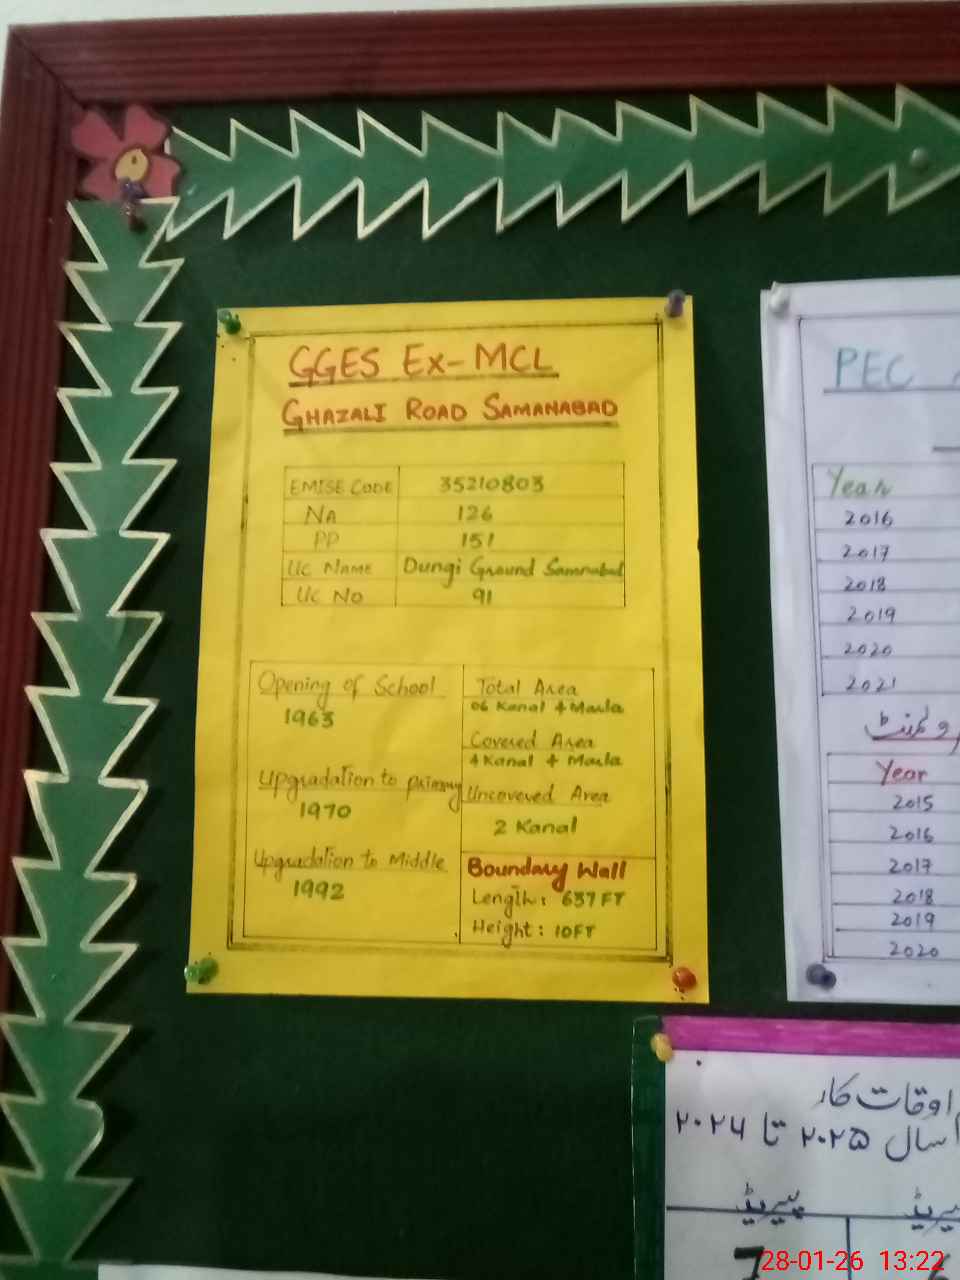 GGES Ex-MCL
GHAZALI ROAD SAMANABAD
EMISE CODE 35210803
NA 126
PP 151
UC NAME Dungi Ground Samnabad
UC NO 91
Opening of School
1963
Upgradation to primary
1970
Upgradation to Middle
1992
Total Area
06 Kanal 4 Marla
Covered Area
4 Kanal 4 Marla
Uncovered Area
2 Kanal
Boundary Wall
Length: 637 FT
Height: 10FT
PEC
Year
2016
2017
2018
2019
2020
2021
Year
2015
2016
2017
2018
2019
2020
اوقات کار
سال ۲۰۲۵ تا ۲۰۲۶
پیریڈ
7
28-01-26 13:22